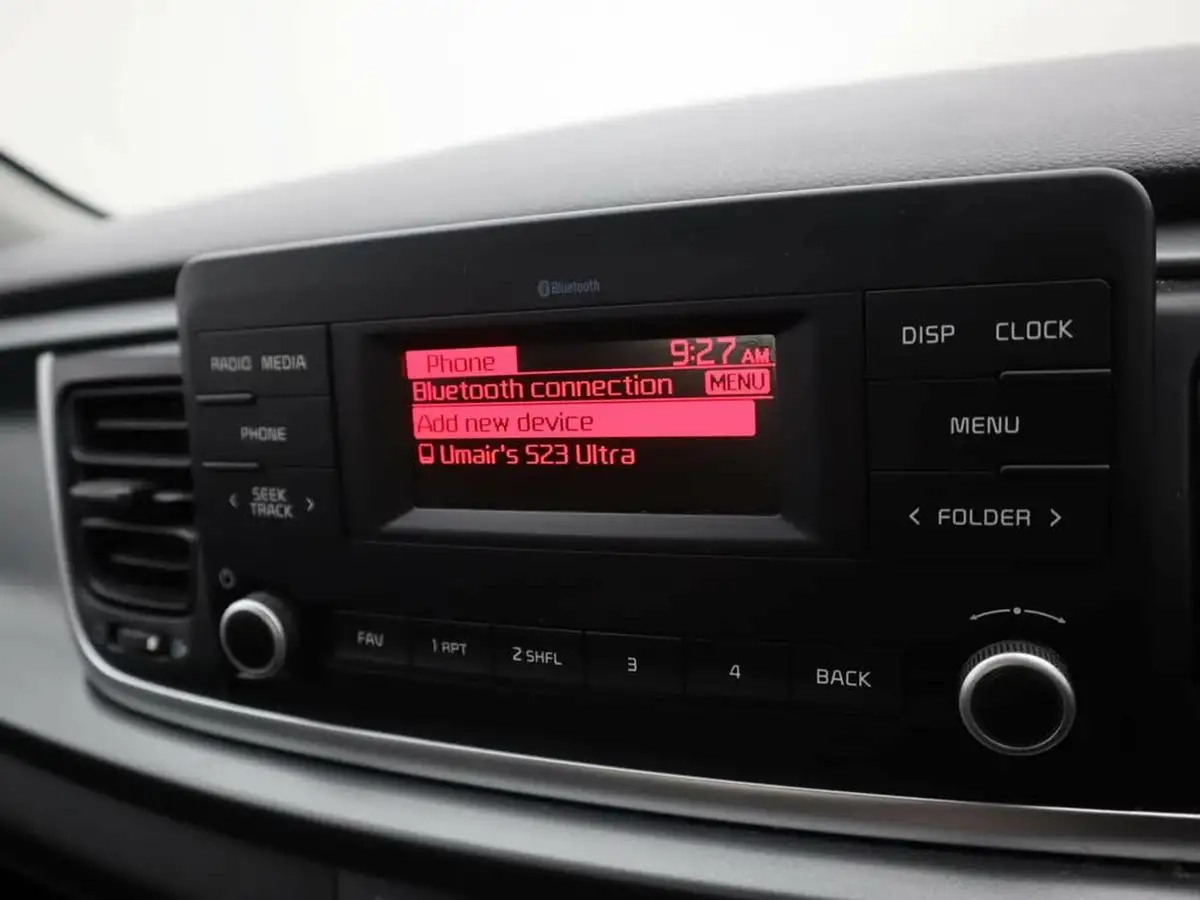 Bluetooth
RADIO MEDIA
PHONE
< SEEK >
TRACK
Phone 9:27 AM
Bluetooth connection MENU
Add new device
Umair's S23 Ultra
DISP CLOCK
MENU
< FOLDER >
FAV 1 RPT 2 SHFL 3 4 BACK